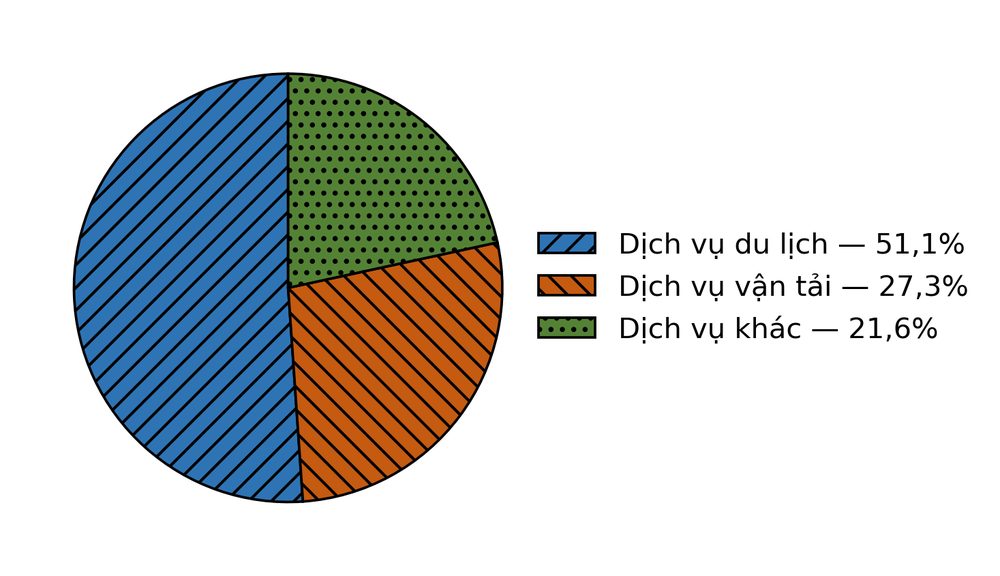 Dịch vụ du lịch — 51,1%
Dịch vụ vận tải — 27,3%
Dịch vụ khác — 21,6%